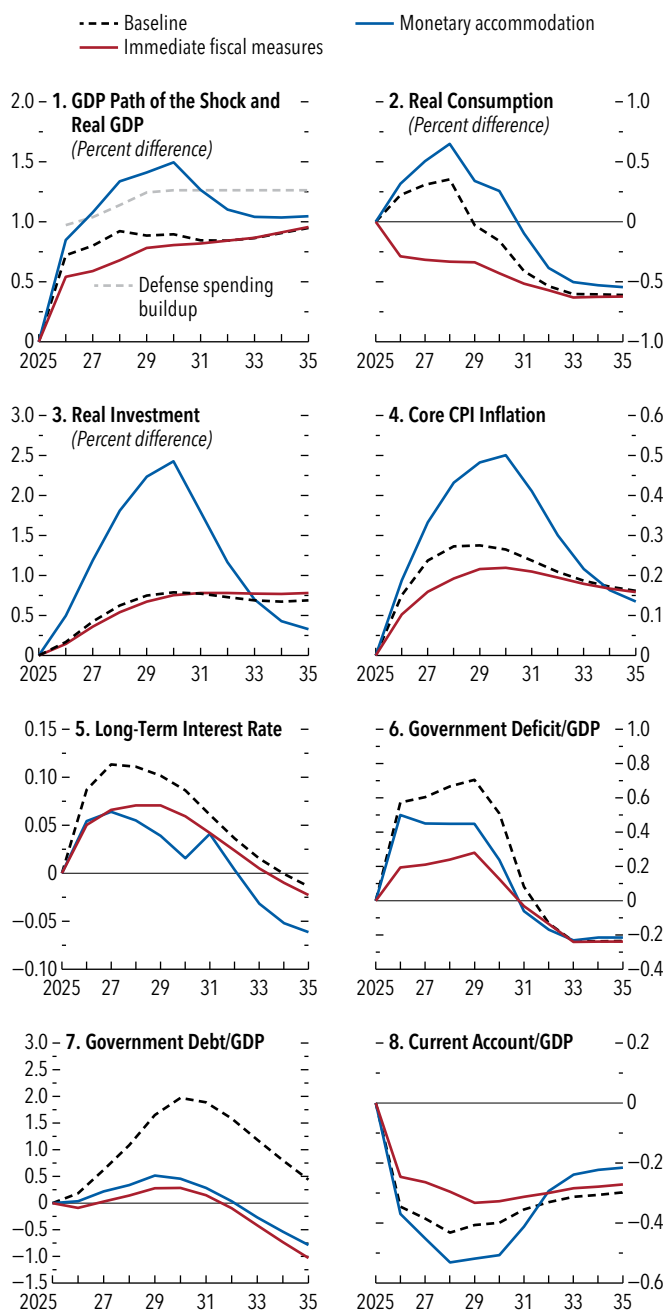 Baseline
Monetary accommodation
Immediate fiscal measures
1. GDP Path of the Shock and
Real GDP
(Percent difference)
2.0
1.5
1.0
0.5
0
Defense spending
buildup
2025 27 29 31 33 35
2. Real Consumption
(Percent difference)
1.0
0.5
0
−0.5
−1.0
2025 27 29 31 33 35
3. Real Investment
(Percent difference)
3.0
2.5
2.0
1.5
1.0
0.5
0
2025 27 29 31 33 35
4. Core CPI Inflation
0.6
0.5
0.4
0.3
0.2
0.1
0
2025 27 29 31 33 35
5. Long-Term Interest Rate
0.15
0.10
0.05
0
−0.05
−0.10
2025 27 29 31 33 35
6. Government Deficit/GDP
1.0
0.8
0.6
0.4
0.2
0
−0.2
−0.4
2025 27 29 31 33 35
7. Government Debt/GDP
3.0
2.5
2.0
1.5
1.0
0.5
0
−0.5
−1.0
−1.5
2025 27 29 31 33 35
8. Current Account/GDP
0.2
0
−0.2
−0.4
−0.6
2025 27 29 31 33 35